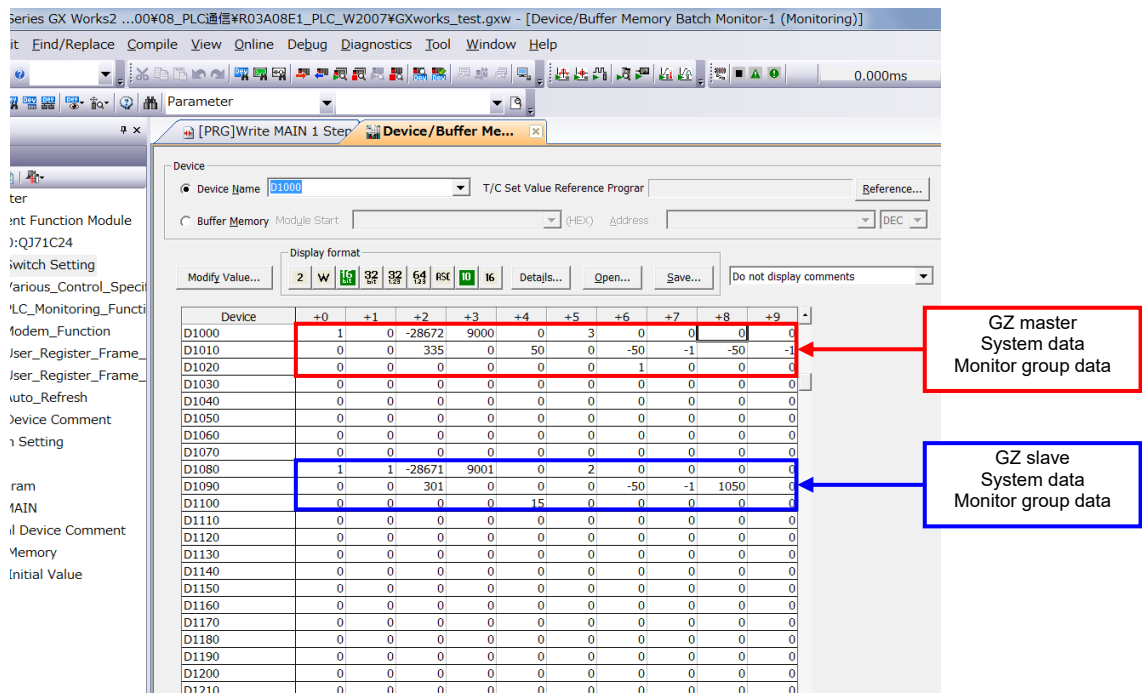 Series GX Works2 ...00¥08_PLC通信¥R03A08E1_PLC_W2007¥GXworks_test.gxw - [Device/Buffer Memory Batch Monitor-1 (Monitoring)]
it Find/Replace Compile View Online Debug Diagnostics Tool Window Help
0.000ms
Parameter
[PRG]Write MAIN 1 Step Device/Buffer Me...
Device
Device Name D1000 T/C Set Value Reference Prograr Reference...
Buffer Memory Module Start (HEX) Address DEC
Display format
Modify Value... 2 W 16 bit 32 bit 32 1.23 64 1.23 ASC 10 16 Details... Open... Save... Do not display comments
ter
ent Function Module
):QJ71C24
Switch Setting
Various_Control_Specif
PLC_Monitoring_Functi
Modem_Function
User_Register_Frame_
User_Register_Frame_
Auto_Refresh
Device Comment
n Setting
ram
MAIN
al Device Comment
Memory
Initial Value
Device +0 +1 +2 +3 +4 +5 +6 +7 +8 +9
D1000 1 0 -28672 9000 0 3 0 0 0 0
D1010 0 0 335 0 50 0 -50 -1 -50 -1
D1020 0 0 0 0 0 0 1 0 0 0
D1030 0 0 0 0 0 0 0 0 0 0
D1040 0 0 0 0 0 0 0 0 0 0
D1050 0 0 0 0 0 0 0 0 0 0
D1060 0 0 0 0 0 0 0 0 0 0
D1070 0 0 0 0 0 0 0 0 0 0
D1080 1 1 -28671 9001 0 2 0 0 0 0
D1090 0 0 301 0 0 0 -50 -1 1050 0
D1100 0 0 0 0 15 0 0 0 0 0
D1110 0 0 0 0 0 0 0 0 0 0
D1120 0 0 0 0 0 0 0 0 0 0
D1130 0 0 0 0 0 0 0 0 0 0
D1140 0 0 0 0 0 0 0 0 0 0
D1150 0 0 0 0 0 0 0 0 0 0
D1160 0 0 0 0 0 0 0 0 0 0
D1170 0 0 0 0 0 0 0 0 0 0
D1180 0 0 0 0 0 0 0 0 0 0
D1190 0 0 0 0 0 0 0 0 0 0
D1200 0 0 0 0 0 0 0 0 0 0
D1210 0 0 0 0 0 0 0 0 0 0
GZ master
System data
Monitor group data
GZ slave
System data
Monitor group data